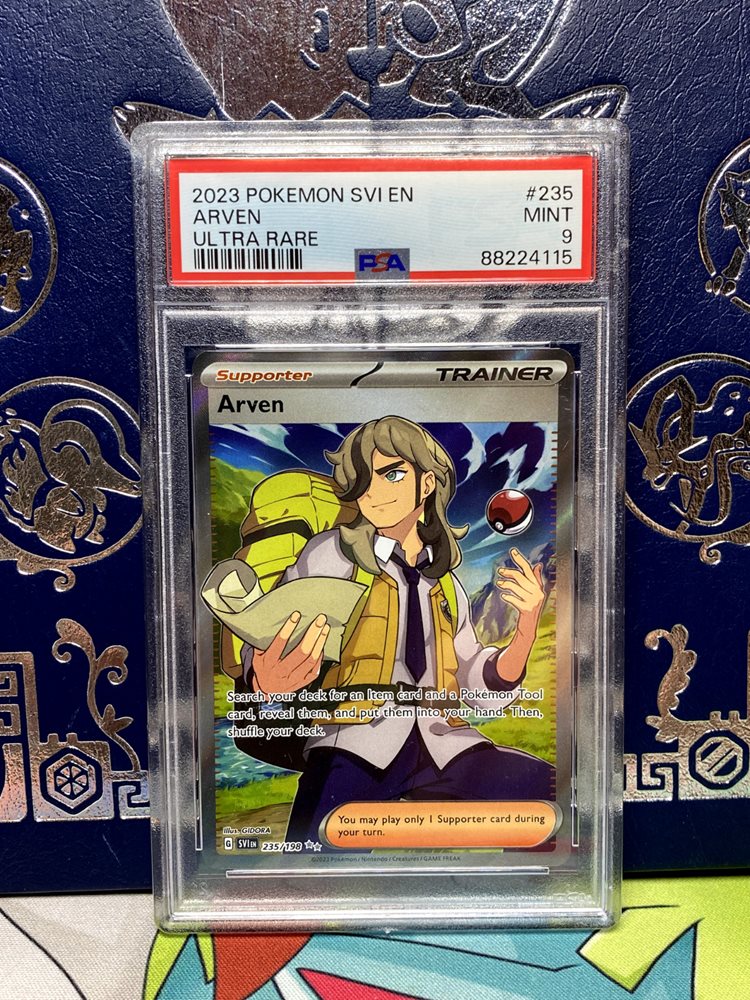 2023 POKEMON SVI EN #235
ARVEN MINT
ULTRA RARE 9
PSA 88224115
Supporter TRAINER
Arven
Search your deck for an Item card and a Pokémon Tool
card, reveal them, and put them into your hand. Then,
shuffle your deck.
You may play only 1 Supporter card during
your turn.
Illus. GIDORA
G SVI EN 235/198
©2023 Pokémon / Nintendo / Creatures / GAME FREAK